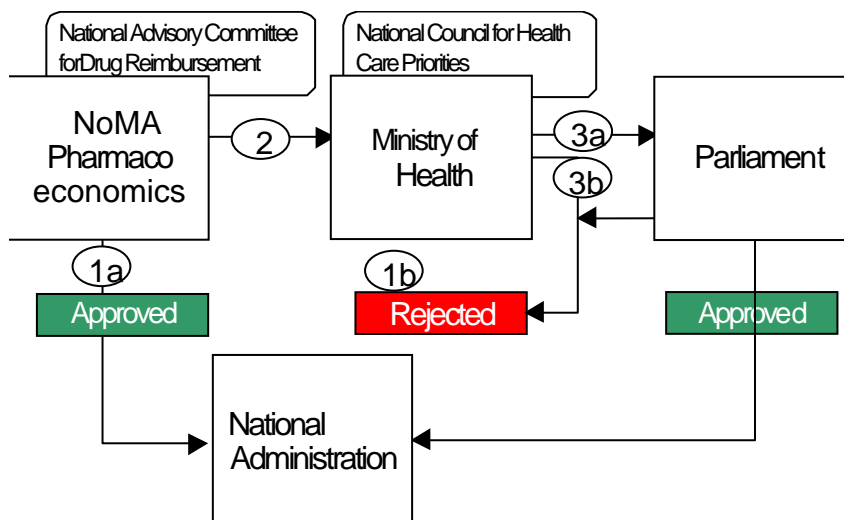 National Advisory Committee
forDrug Reimbursement
National Council for Health
Care Priorities
NoMA
Pharmaco
economics
2
Ministry of
Health
3a
3b
Parliament
1a
1b
Approved
Rejected
Approved
National
Administration